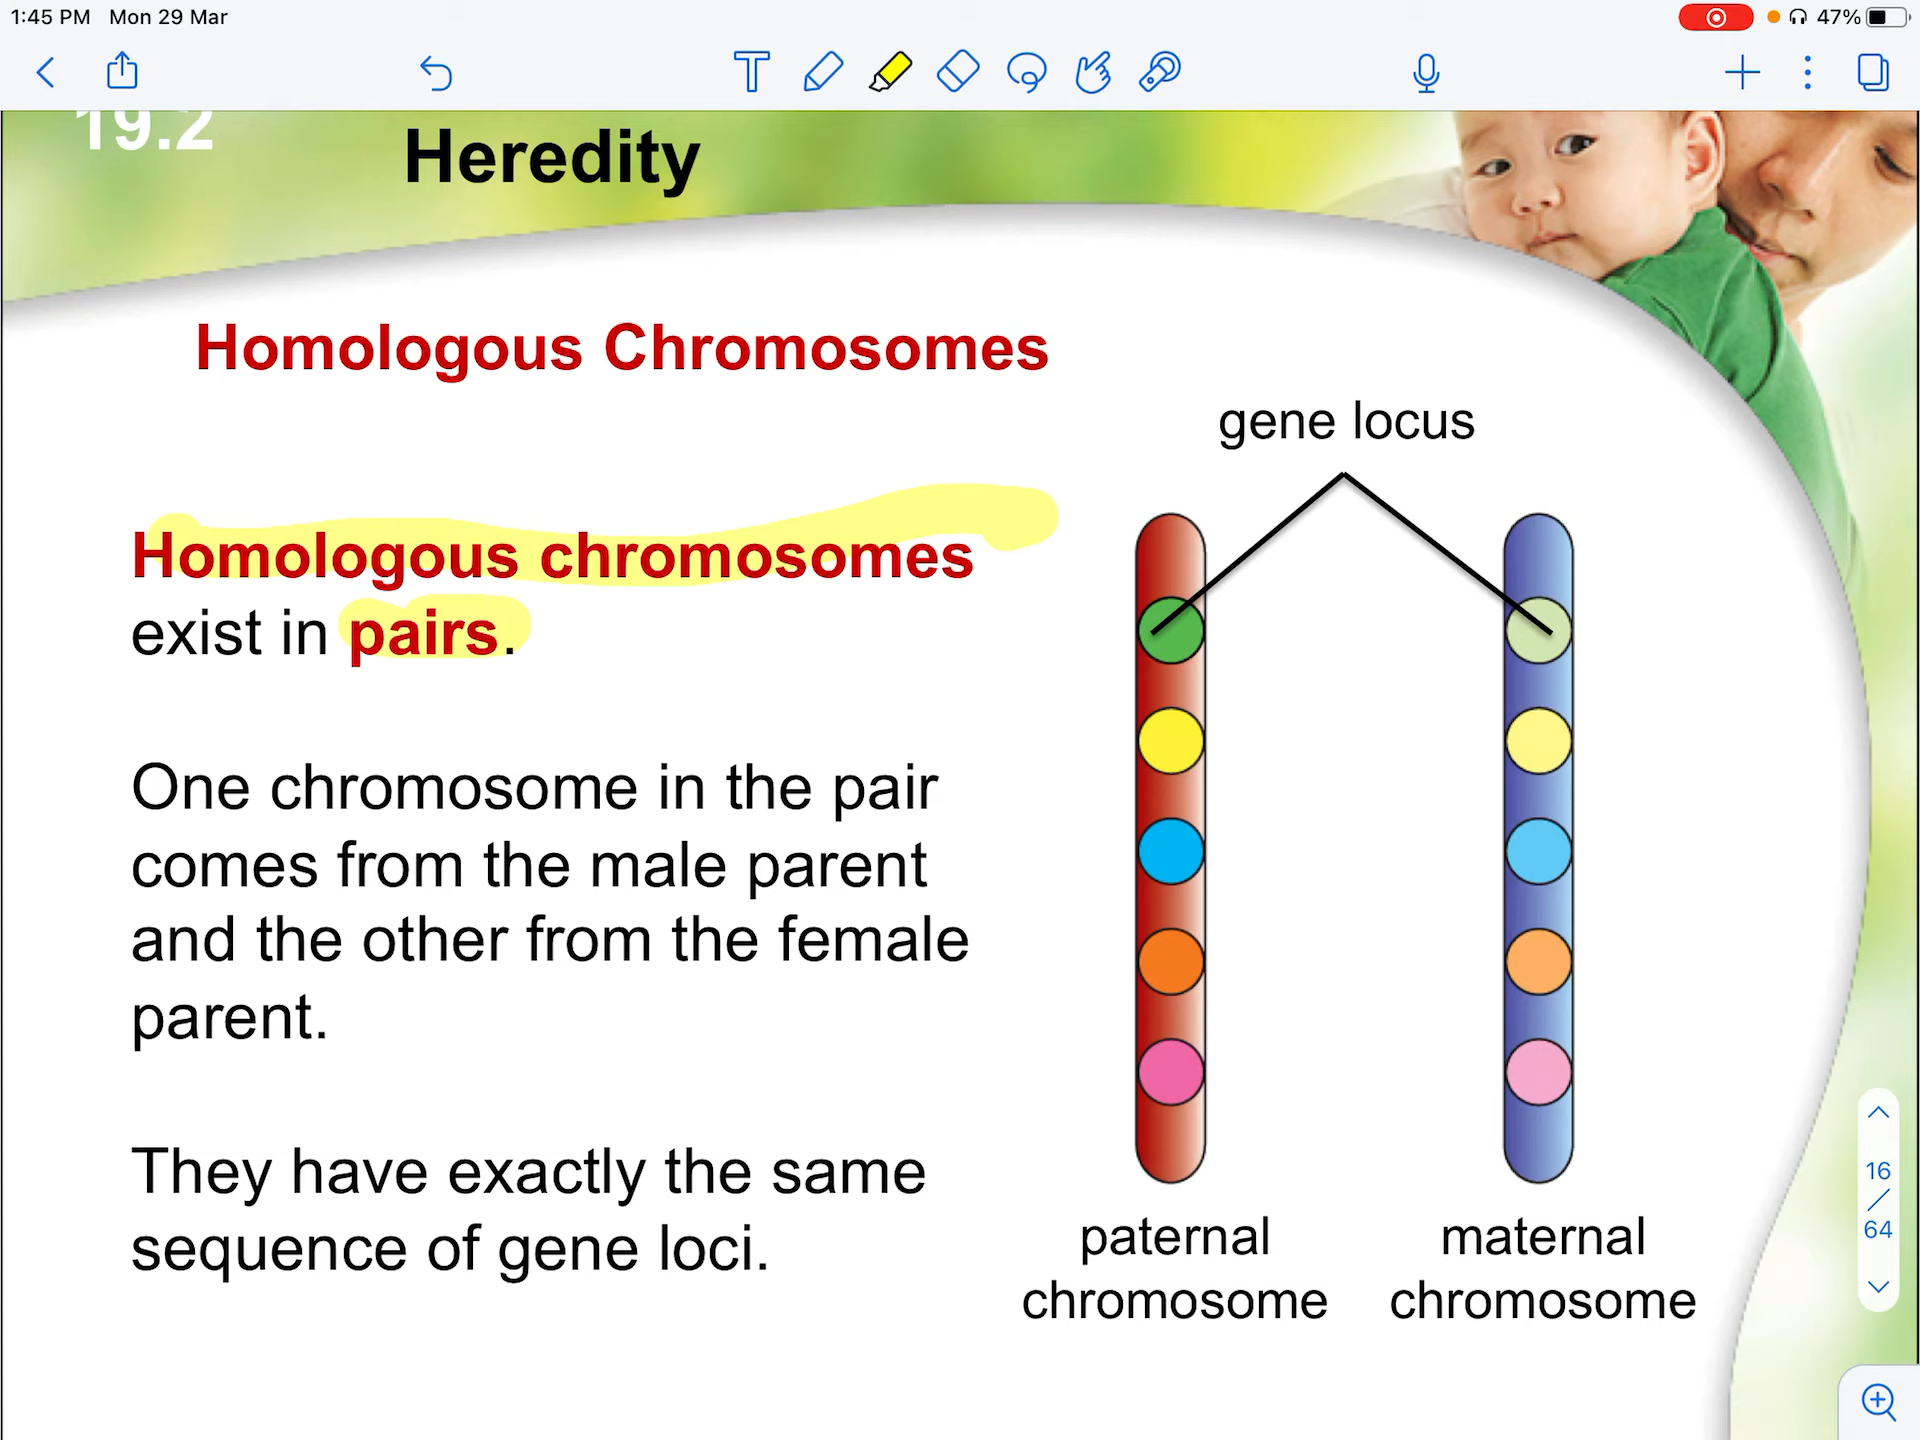 1:45 PM Mon 29 Mar
47%
19.2
Heredity
Homologous Chromosomes
gene locus
Homologous chromosomes
exist in pairs.
One chromosome in the pair
comes from the male parent
and the other from the female
parent.
They have exactly the same
sequence of gene loci.
paternal
chromosome
maternal
chromosome
16
/
64